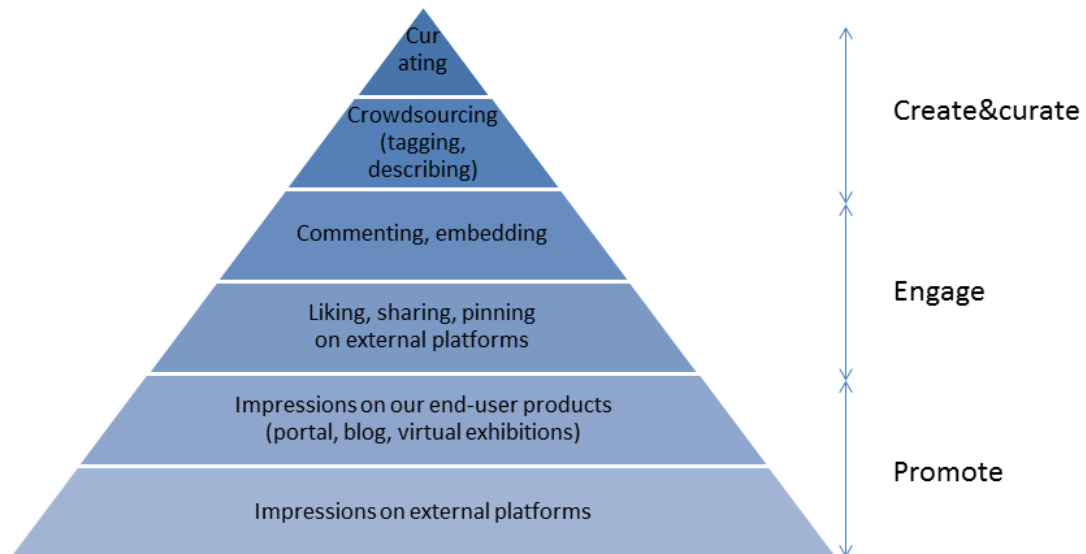 Cur
ating
Crowdsourcing
(tagging,
describing)
Commenting, embedding
Liking, sharing, pinning
on external platforms
Impressions on our end-user products
(portal, blog, virtual exhibitions)
Impressions on external platforms
Create&curate
Engage
Promote